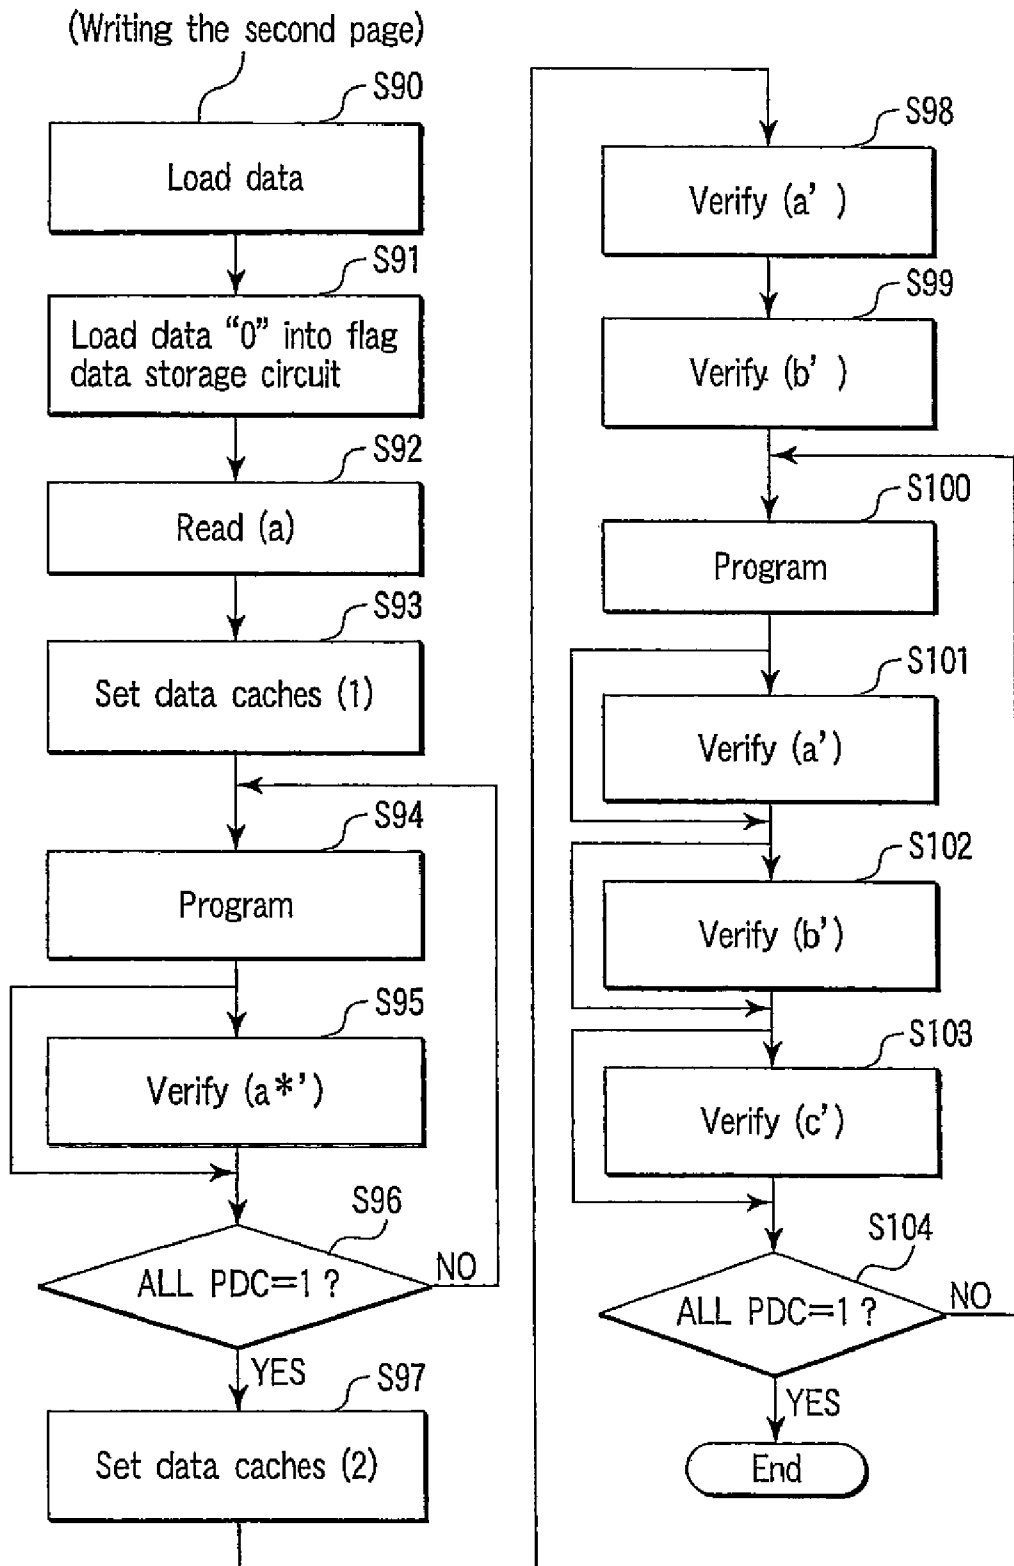 (Writing the second page)
S90
Load data
S91
Load data “0” into flag
data storage circuit
S92
Read (a)
S93
Set data caches (1)
S94
Program
S95
Verify (a*’)
S96
ALL PDC=1 ?
NO
YES
S97
Set data caches (2)
S98
Verify (a’ )
S99
Verify (b’ )
S100
Program
S101
Verify (a’)
S102
Verify (b’)
S103
Verify (c’)
S104
ALL PDC=1 ?
NO
YES
End